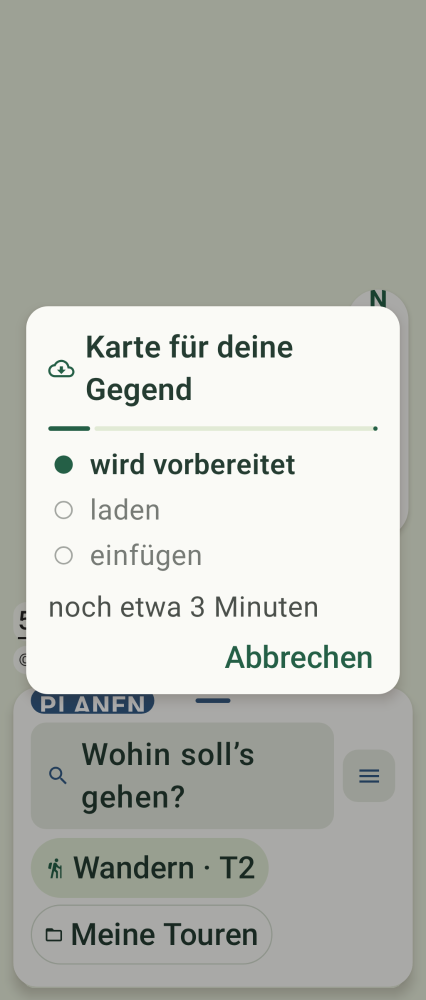 N
Karte für deine
Gegend
wird vorbereitet
laden
einfügen
noch etwa 3 Minuten
5
©
Abbrechen
PLANEN
Wohin soll’s
gehen?
Wandern · T2
Meine Touren